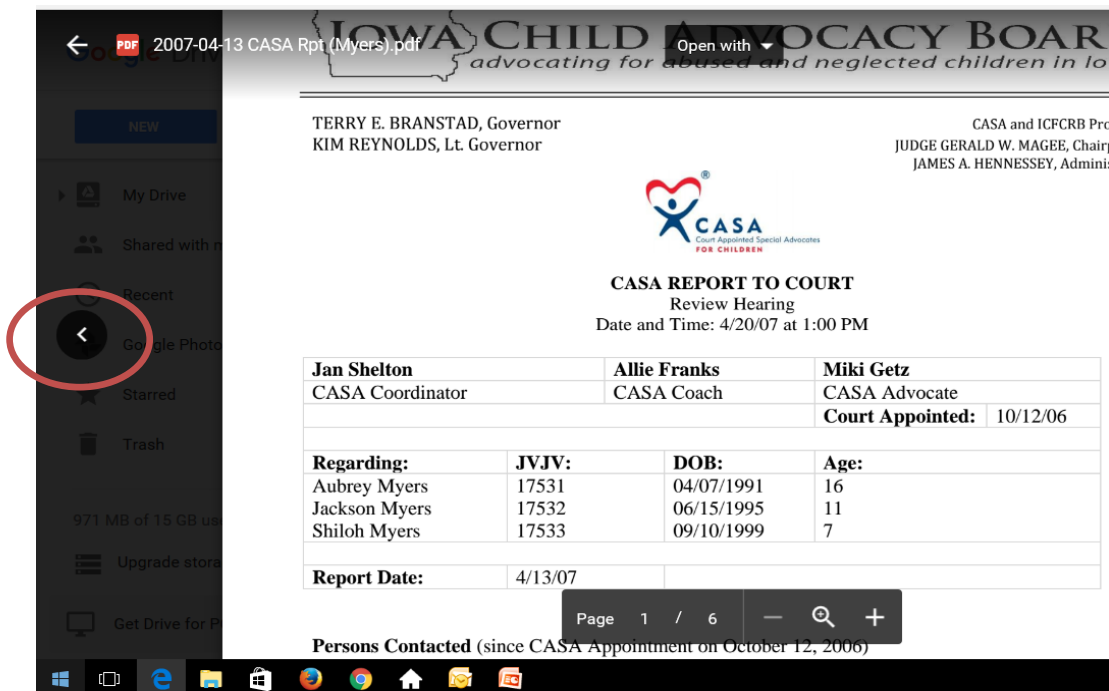 IOWA CHILD ADVOCACY BOAR
2007-04-13 CASA Rpt (Myers).pdf
Open with
advocating for abused and neglected children in Io
Google Driv
NEW
My Drive
Shared with m
Recent
Google Photo
Starred
Trash
971 MB of 15 GB use
Upgrade stora
Get Drive for P
TERRY E. BRANSTAD, Governor
KIM REYNOLDS, Lt. Governor
CASA and ICFCRB Pro
JUDGE GERALD W. MAGEE, Chairp
JAMES A. HENNESSEY, Adminis
CASA
Court Appointed Special Advocates
FOR CHILDREN
®
CASA REPORT TO COURT
Review Hearing
Date and Time: 4/20/07 at 1:00 PM
Jan Shelton Allie Franks Miki Getz
CASA Coordinator CASA Coach CASA Advocate
Court Appointed: 10/12/06
Regarding: JVJV: DOB: Age:
Aubrey Myers 17531 04/07/1991 16
Jackson Myers 17532 06/15/1995 11
Shiloh Myers 17533 09/10/1999 7
Report Date: 4/13/07
Page 1 / 6
Persons Contacted (since CASA Appointment on October 12, 2006)